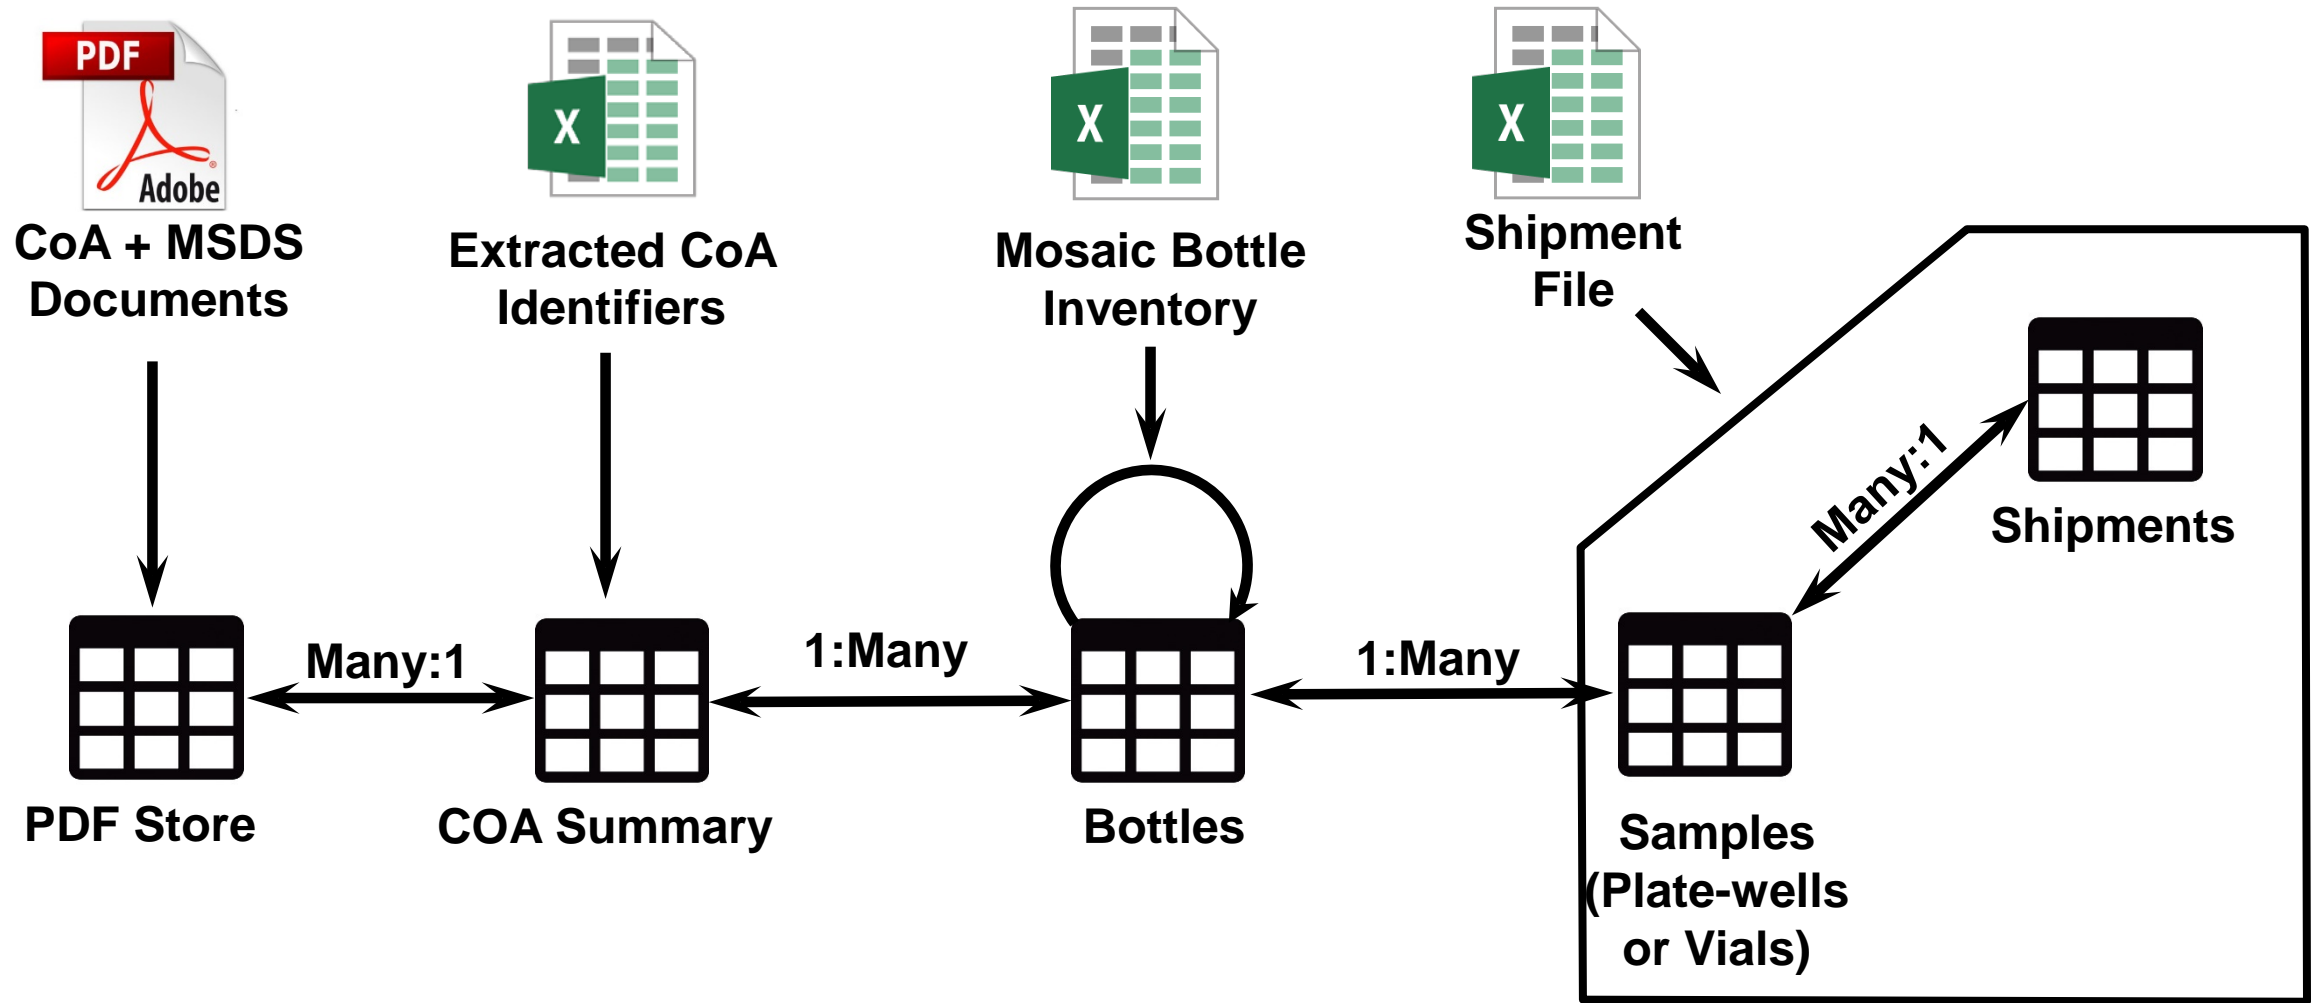 PDF
Adobe
CoA + MSDS
Documents
X
Extracted CoA
Identifiers
X
Mosaic Bottle
Inventory
X
Shipment
File
Many:1
Shipments
Many:1
1:Many
1:Many
PDF Store
COA Summary
Bottles
Samples
(Plate-wells
or Vials)